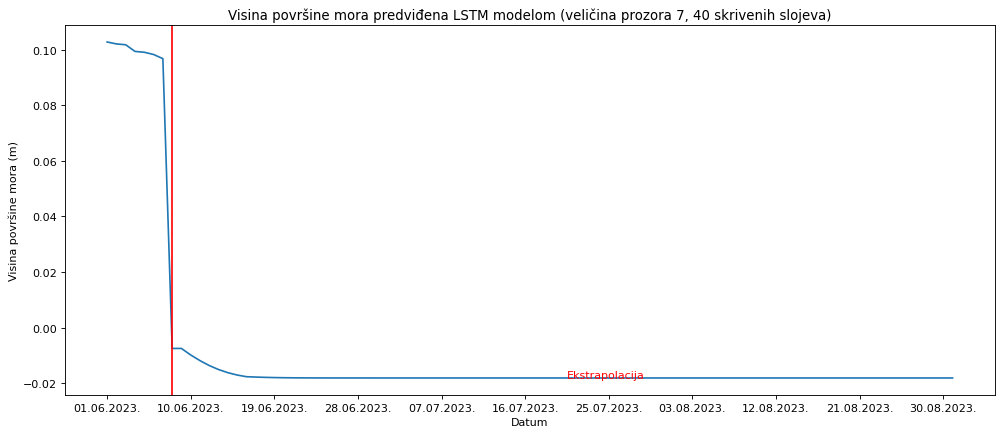 Visina površine mora predviđena LSTM modelom (veličina prozora 7, 40 skrivenih slojeva)
Visina površine mora (m)
0.10
0.08
0.06
0.04
0.02
0.00
−0.02
Ekstrapolacija
01.06.2023. 10.06.2023. 19.06.2023. 28.06.2023. 07.07.2023. 16.07.2023. 25.07.2023. 03.08.2023. 12.08.2023. 21.08.2023. 30.08.2023.
Datum